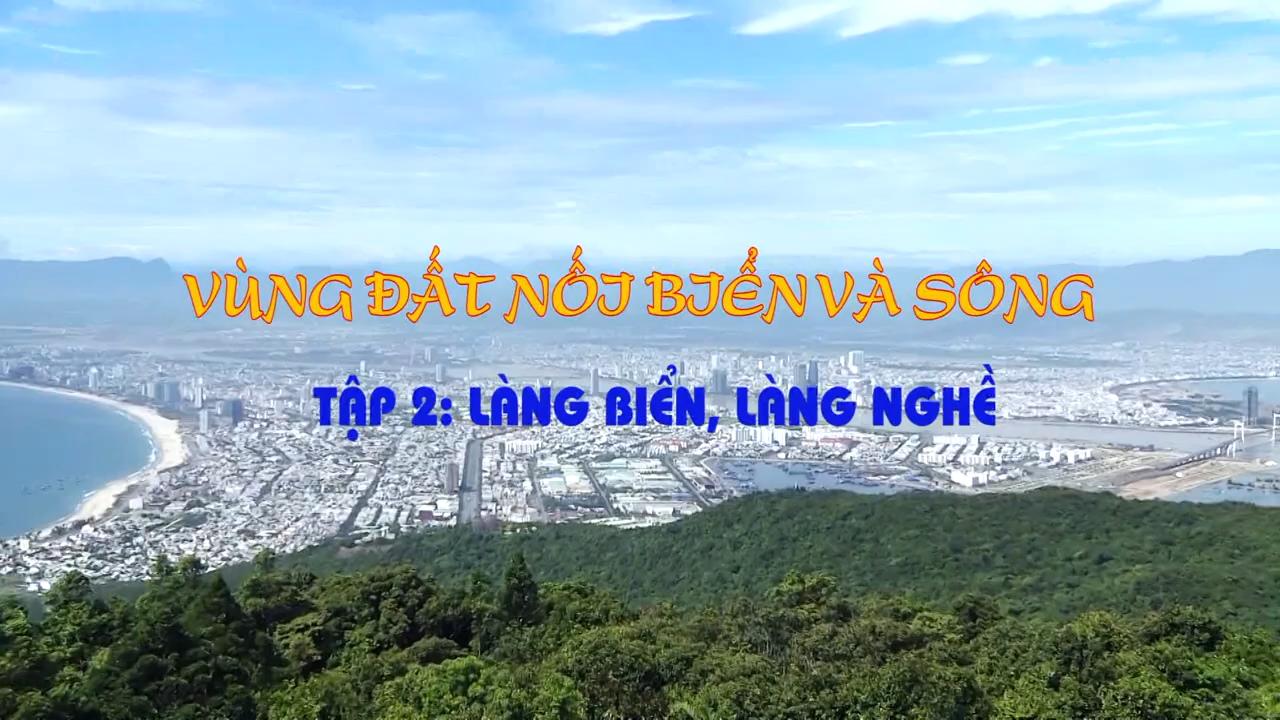 VÙNG ĐẤT NỐI BIỂN VÀ SÔNG
TẬP 2: LÀNG BIỂN, LÀNG NGHỀ